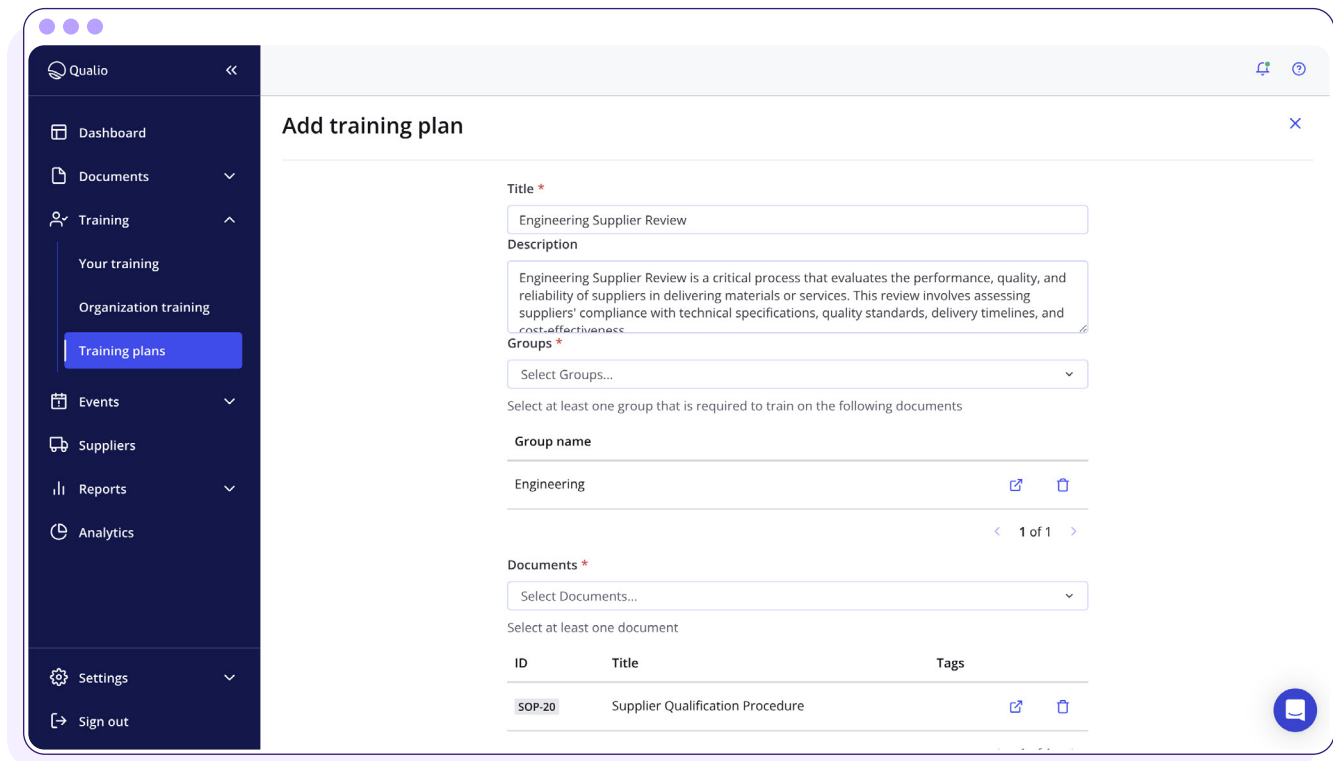 Qualio
Dashboard
Documents
Training
Your training
Organization training
Training plans
Events
Suppliers
Reports
Analytics
Settings
Sign out
Add training plan
Title *
Engineering Supplier Review
Description
Engineering Supplier Review is a critical process that evaluates the performance, quality, and
reliability of suppliers in delivering materials or services. This review involves assessing
suppliers' compliance with technical specifications, quality standards, delivery timelines, and
cost-effectiveness
Groups *
Select Groups...
Select at least one group that is required to train on the following documents
Group name
Engineering
1 of 1
Documents *
Select Documents...
Select at least one document
ID Title Tags
SOP-20 Supplier Qualification Procedure